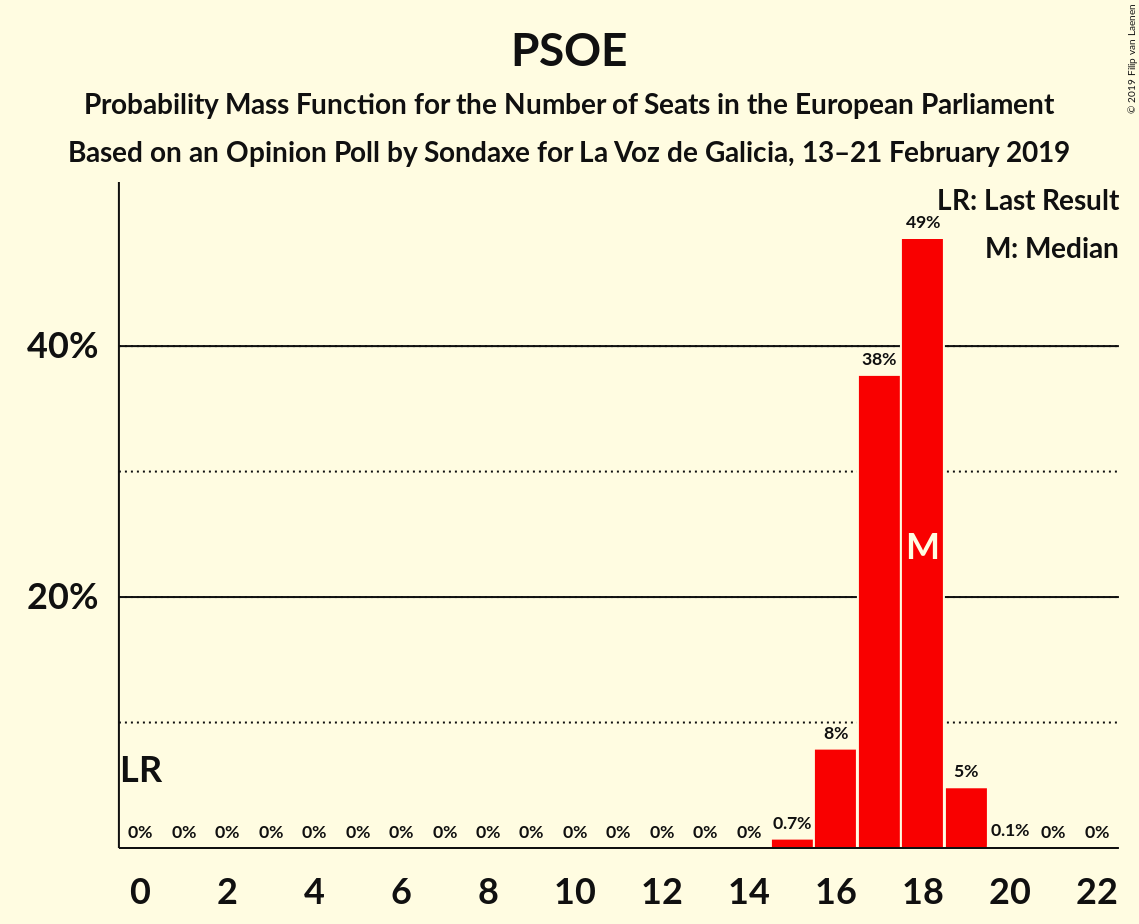 © 2019 Filip van Laenen
PSOE
Probability Mass Function for the Number of Seats in the European Parliament
Based on an Opinion Poll by Sondaxe for La Voz de Galicia, 13–21 February 2019
LR: Last Result
M: Median
49%
40%
38%
M
20%
8%
LR
5%
0% 0% 0% 0% 0% 0% 0% 0% 0% 0% 0% 0% 0% 0% 0% 0.7% 0.1% 0% 0%
0 2 4 6 8 10 12 14 16 18 20 22